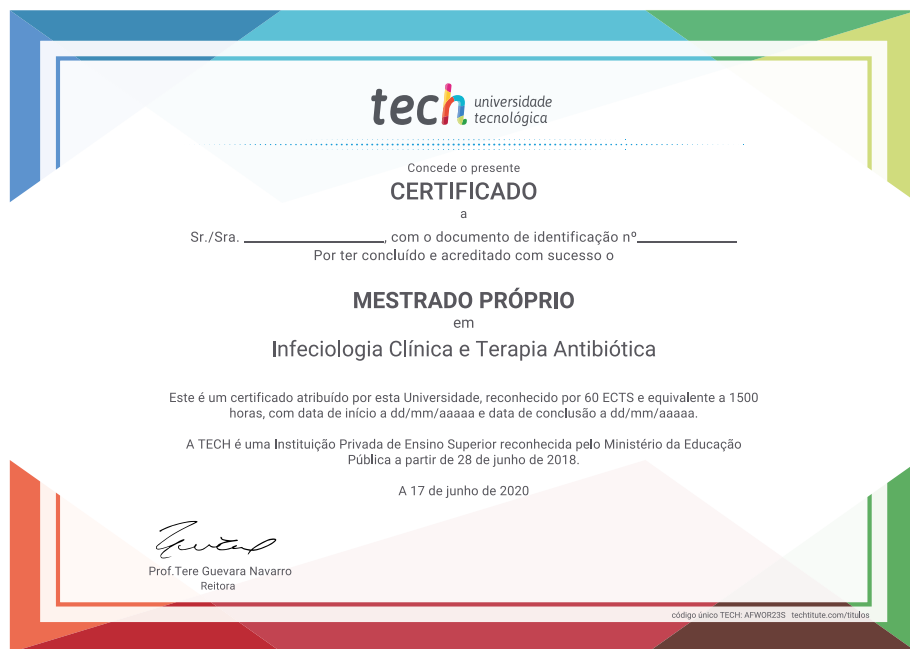 tech universidade
tecnológica
Concede o presente
CERTIFICADO
a
Sr./Sra. ________________, com o documento de identificação nº____________
Por ter concluído e acreditado com sucesso o
MESTRADO PRÓPRIO
em
Infeciologia Clínica e Terapia Antibiótica
Este é um certificado atribuído por esta Universidade, reconhecido por 60 ECTS e equivalente a 1500
horas, com data de início a dd/mm/aaaaa e data de conclusão a dd/mm/aaaaa.
A TECH é uma Instituição Privada de Ensino Superior reconhecida pelo Ministério da Educação
Pública a partir de 28 de junho de 2018.
A 17 de junho de 2020
Prof.Tere Guevara Navarro
Reitora
código único TECH: AFWOR23S techtitute.com/titulos